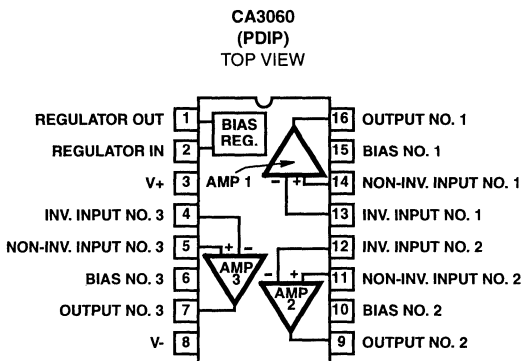 CA3060
(PDIP)
TOP VIEW
REGULATOR OUT 1 BIAS REG. 16 OUTPUT NO. 1
REGULATOR IN 2 15 BIAS NO. 1
V+ 3 AMP 1 - + 14 NON-INV. INPUT NO. 1
INV. INPUT NO. 3 4 13 INV. INPUT NO. 1
NON-INV. INPUT NO. 3 5 + - 12 INV. INPUT NO. 2
BIAS NO. 3 6 AMP 3 - + 11 NON-INV. INPUT NO. 2
OUTPUT NO. 3 7 AMP 2 10 BIAS NO. 2
V- 8 9 OUTPUT NO. 2